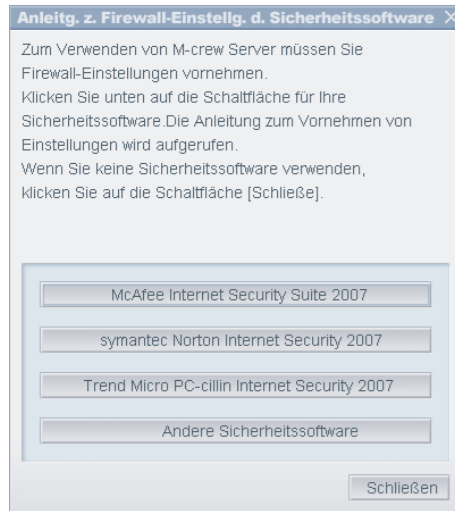 Anleitg. z. Firewall-Einstellg. d. Sicherheitssoftware X
Zum Verwenden von M-crew Server müssen Sie
Firewall-Einstellungen vornehmen.
Klicken Sie unten auf die Schaltfläche für Ihre
Sicherheitssoftware.Die Anleitung zum Vornehmen von
Einstellungen wird aufgerufen.
Wenn Sie keine Sicherheitssoftware verwenden,
klicken Sie auf die Schaltfläche [Schließe].
McAfee Internet Security Suite 2007
symantec Norton Internet Security 2007
Trend Micro PC-cillin Internet Security 2007
Andere Sicherheitssoftware
Schließen